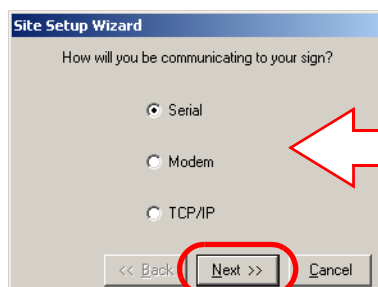 Site Setup Wizard
How will you be communicating to your sign?
Serial
Modem
TCP/IP
<< Back Next >> Cancel